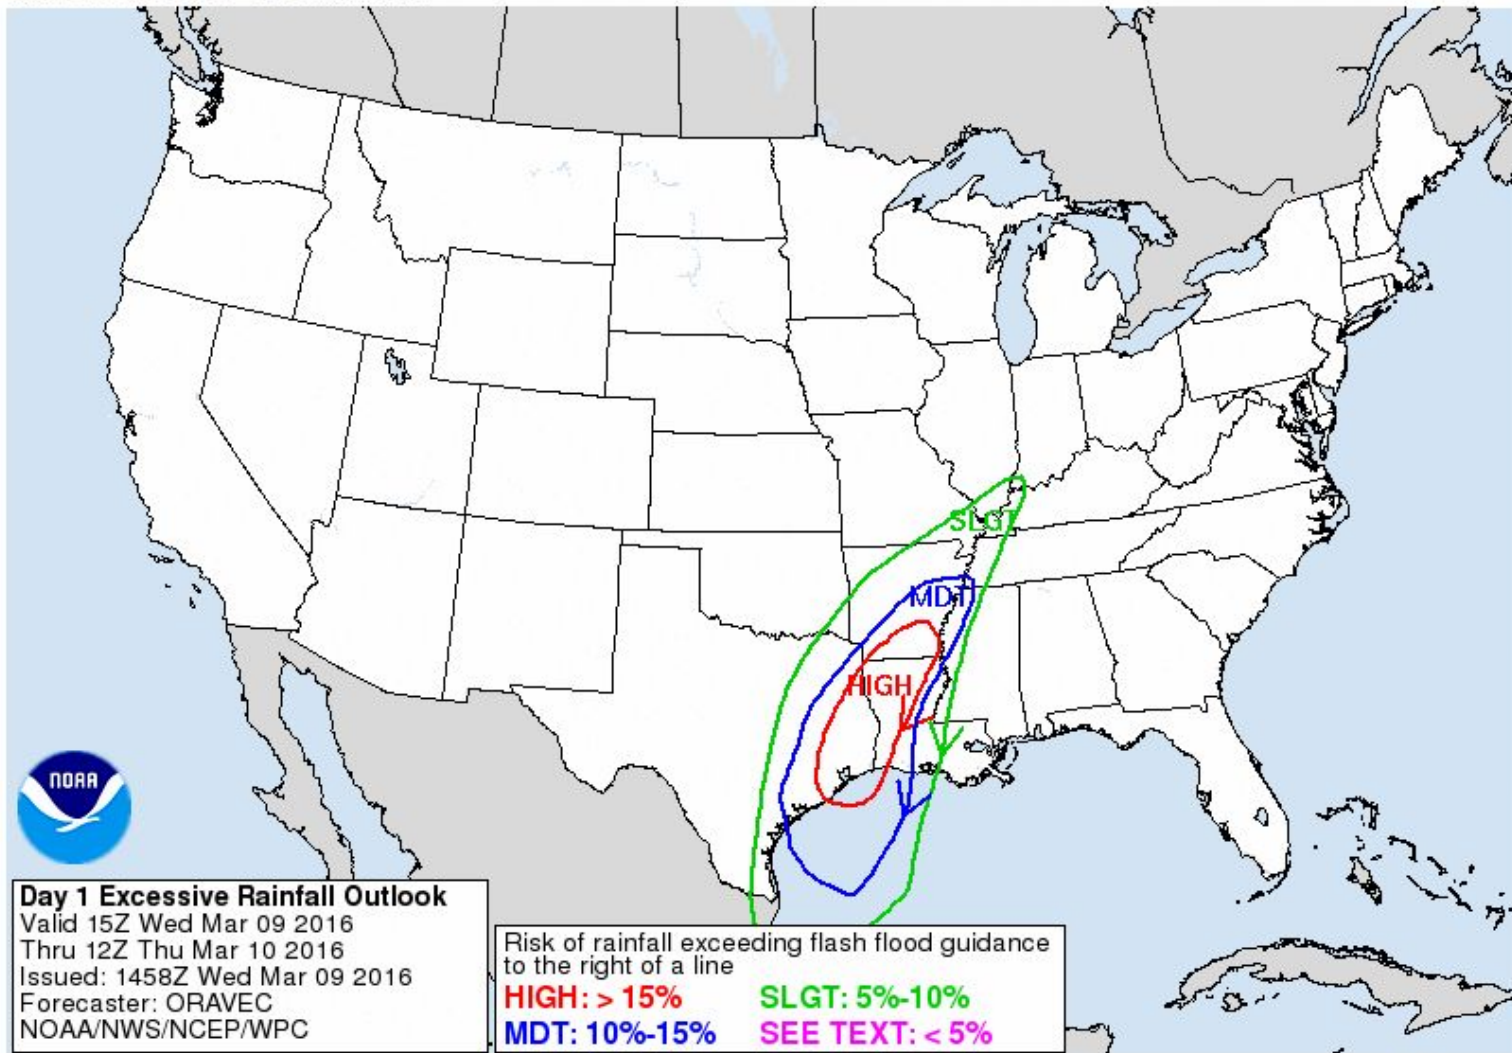 SLGT
MDT
HIGH
NOAA
Day 1 Excessive Rainfall Outlook
Valid 15Z Wed Mar 09 2016
Thru 12Z Thu Mar 10 2016
Issued: 1458Z Wed Mar 09 2016
Forecaster: ORAVEC
NOAA/NWS/NCEP/WPC
Risk of rainfall exceeding flash flood guidance
to the right of a line
HIGH: > 15% SLGT: 5%-10%
MDT: 10%-15% SEE TEXT: < 5%